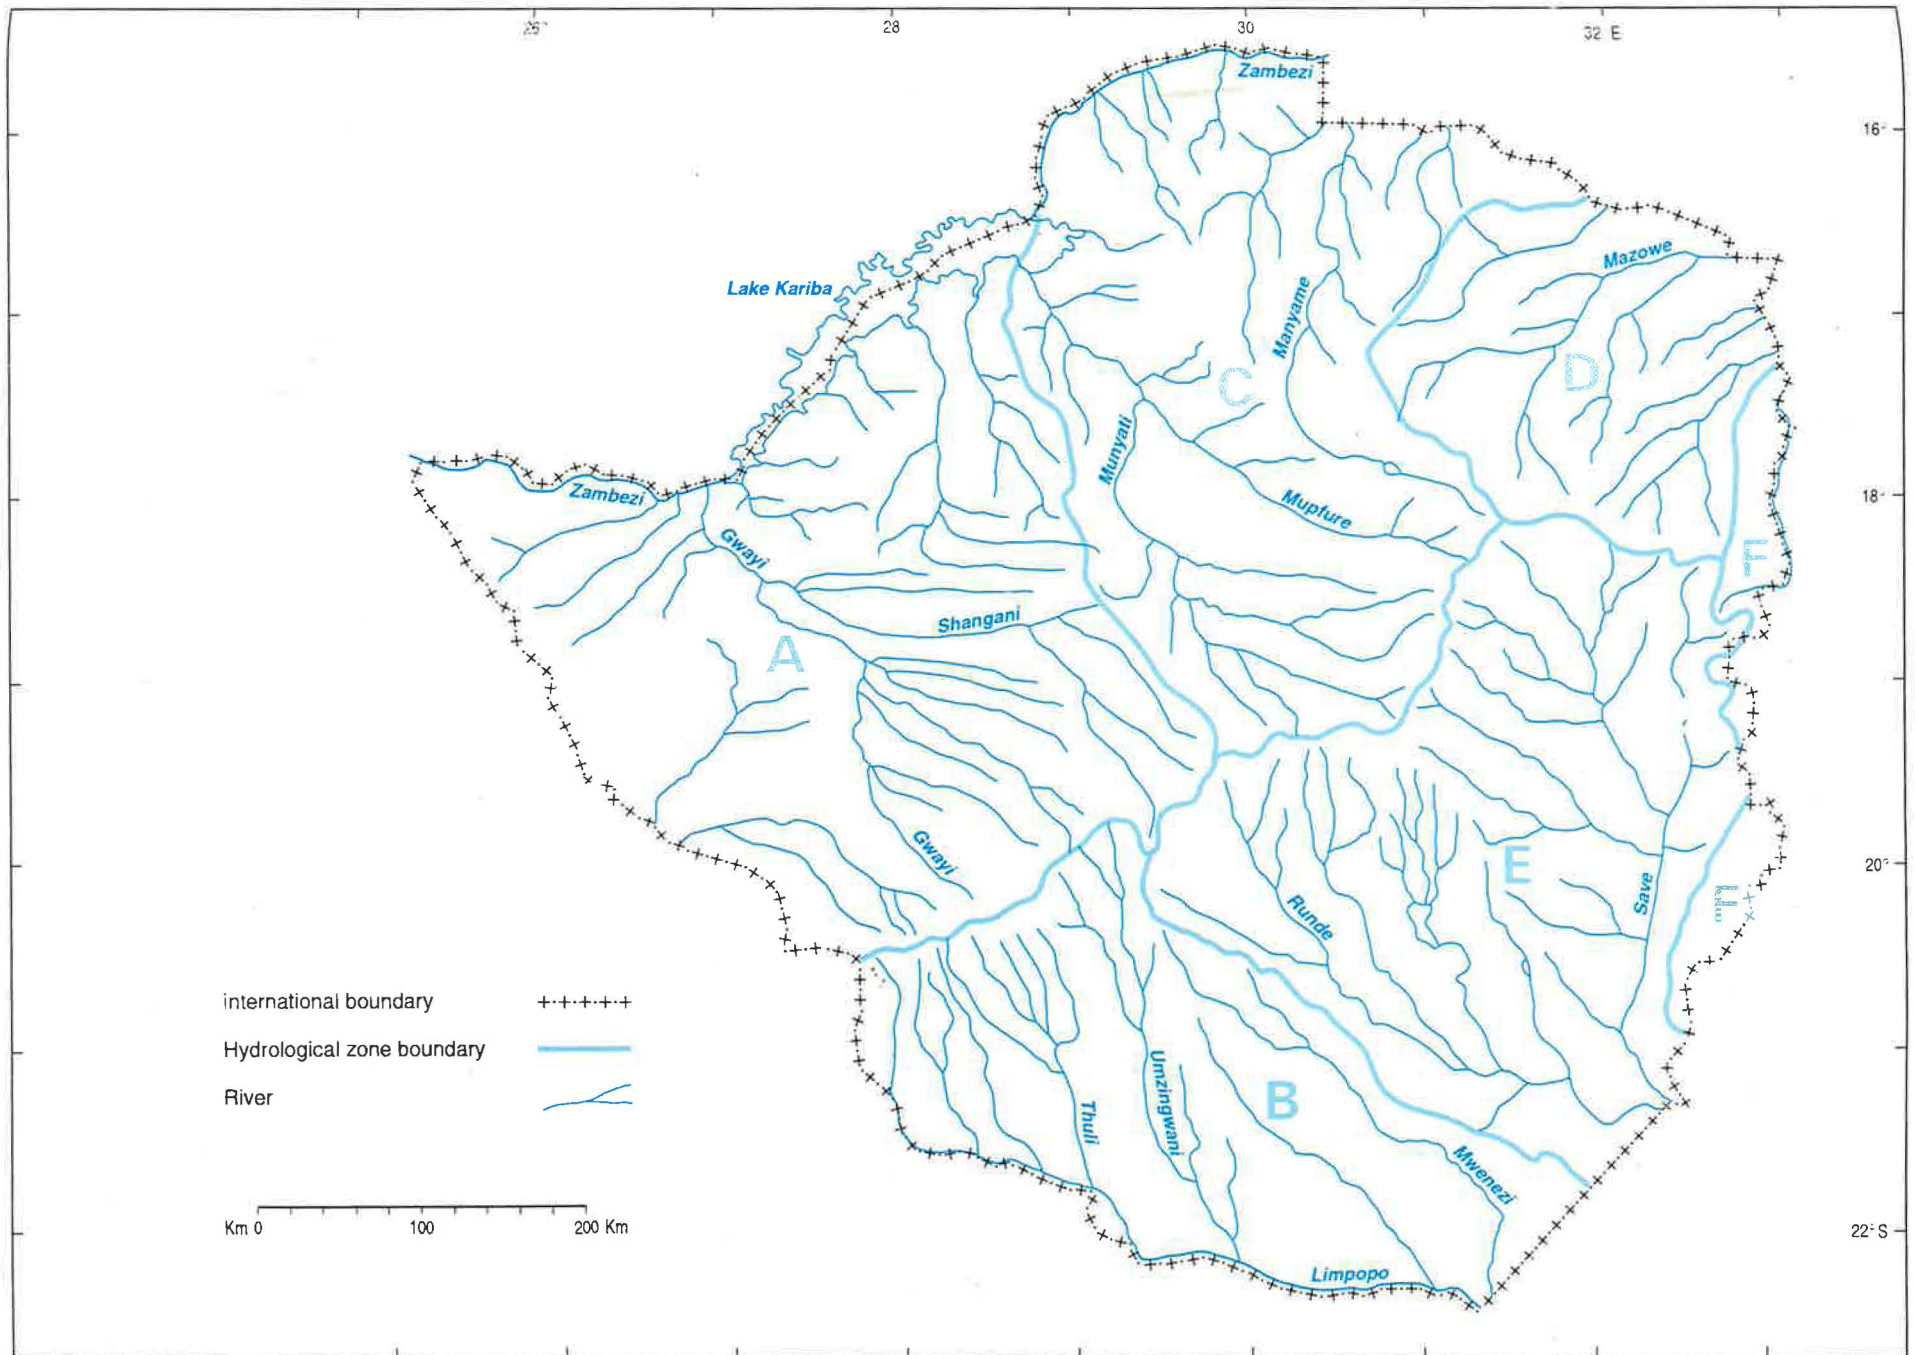 26°
28
30
32 E
Zambezi
16°
Mazowe
Lake Kariba
Manyame
D
C
Munyati
Zambezi
18°
Mupfure
Gwayi
F
Shangani
A
Gwayi
E
20°
Save
Runde
F
international boundary
Hydrological zone boundary
River
Thuli
Umzingwani
B
Mwenezi
Km 0 100 200 Km
22° S
Limpopo